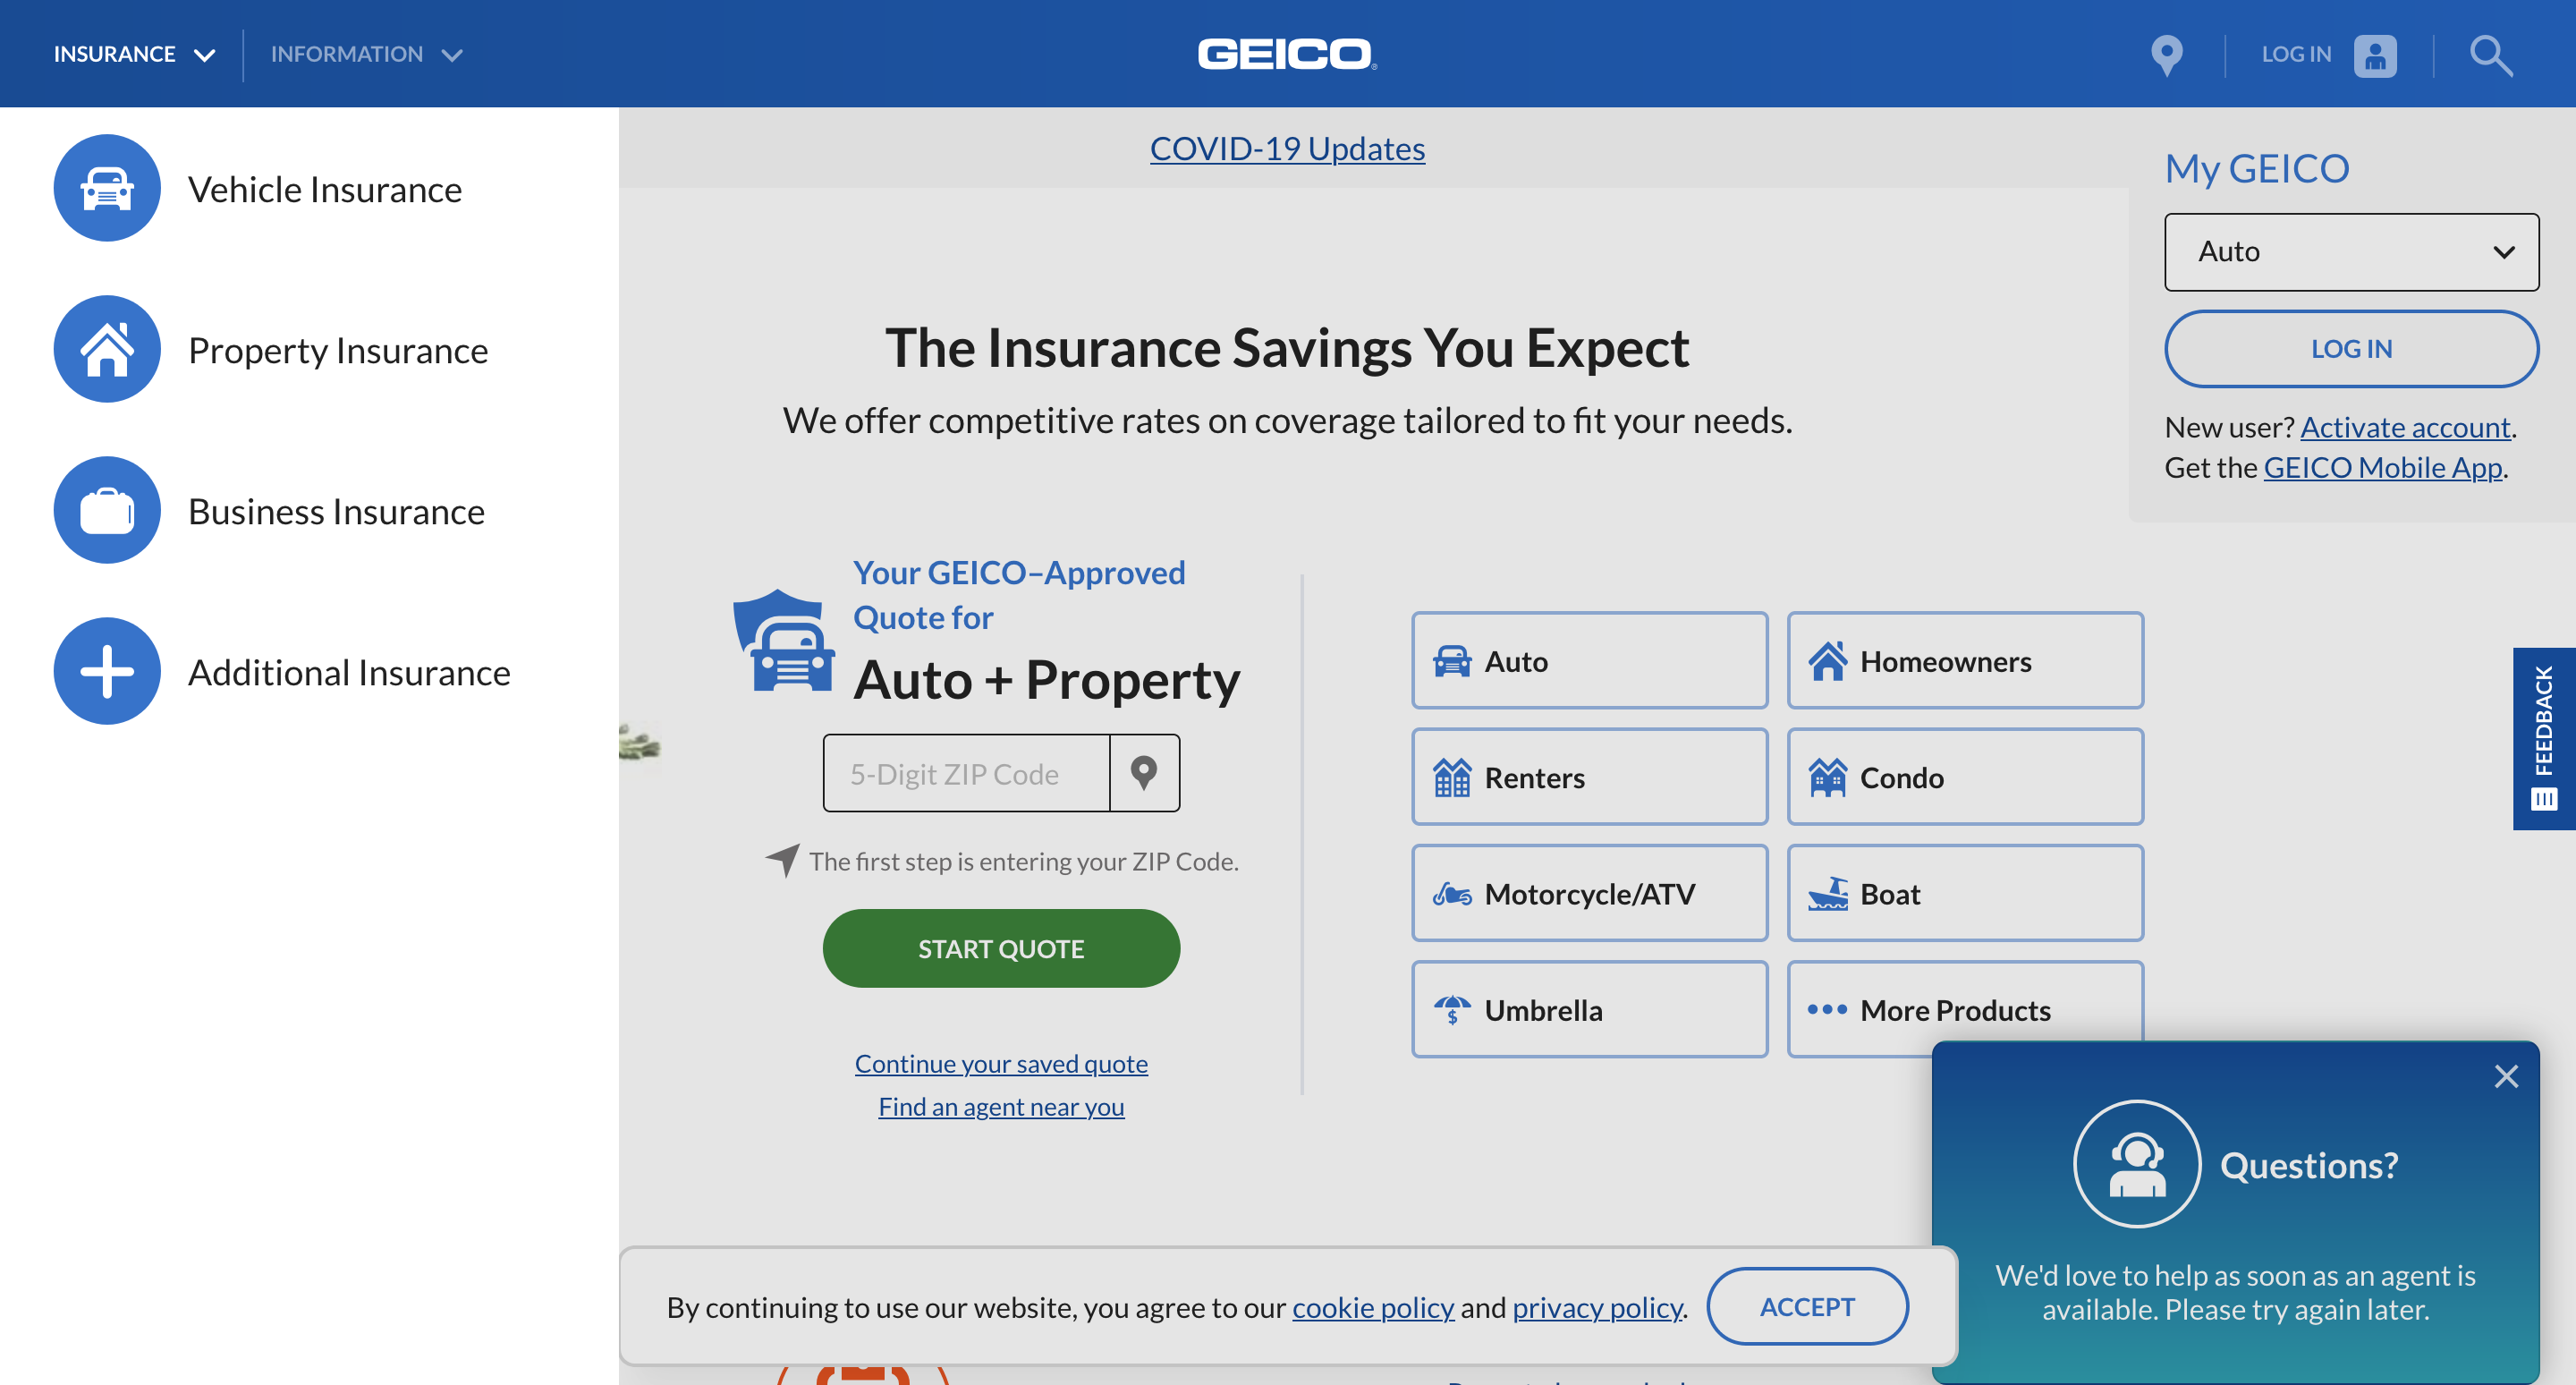 INSURANCE
INFORMATION
GEICO
LOG IN
Vehicle Insurance
Property Insurance
Business Insurance
Additional Insurance
COVID-19 Updates
My GEICO
Auto
LOG IN
New user? Activate account.
Get the GEICO Mobile App.
The Insurance Savings You Expect
We offer competitive rates on coverage tailored to fit your needs.
Your GEICO–Approved
Quote for
Auto + Property
5-Digit ZIP Code
The first step is entering your ZIP Code.
START QUOTE
Continue your saved quote
Find an agent near you
Auto
Homeowners
Renters
Condo
Motorcycle/ATV
Boat
Umbrella
More Products
FEEDBACK
Questions?
We'd love to help as soon as an agent is
available. Please try again later.
By continuing to use our website, you agree to our cookie policy and privacy policy.
ACCEPT